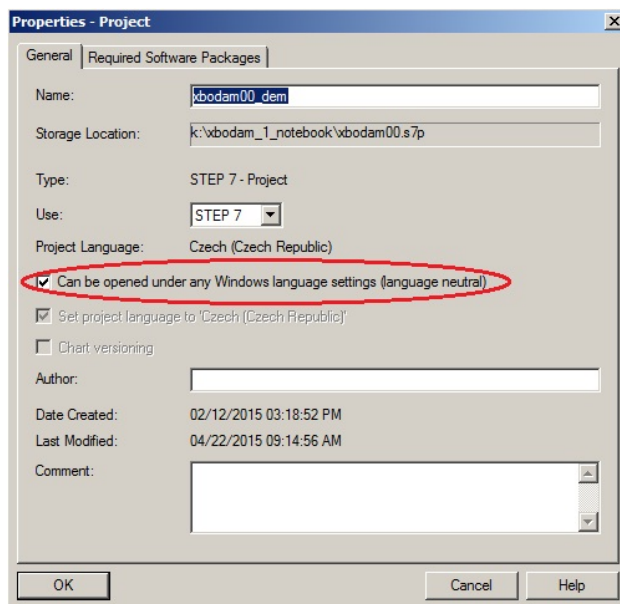 Properties - Project
General Required Software Packages
Name: xbodam00_dem
Storage Location: k:\xbodam_1_notebook\xbodam00.s7p
Type: STEP 7 - Project
Use: STEP 7
Project Language: Czech (Czech Republic)
Can be opened under any Windows language settings (language neutral)
Set project language to 'Czech (Czech Republic)'
Chart versioning
Author:
Date Created: 02/12/2015 03:18:52 PM
Last Modified: 04/22/2015 09:14:56 AM
Comment:
OK Cancel Help